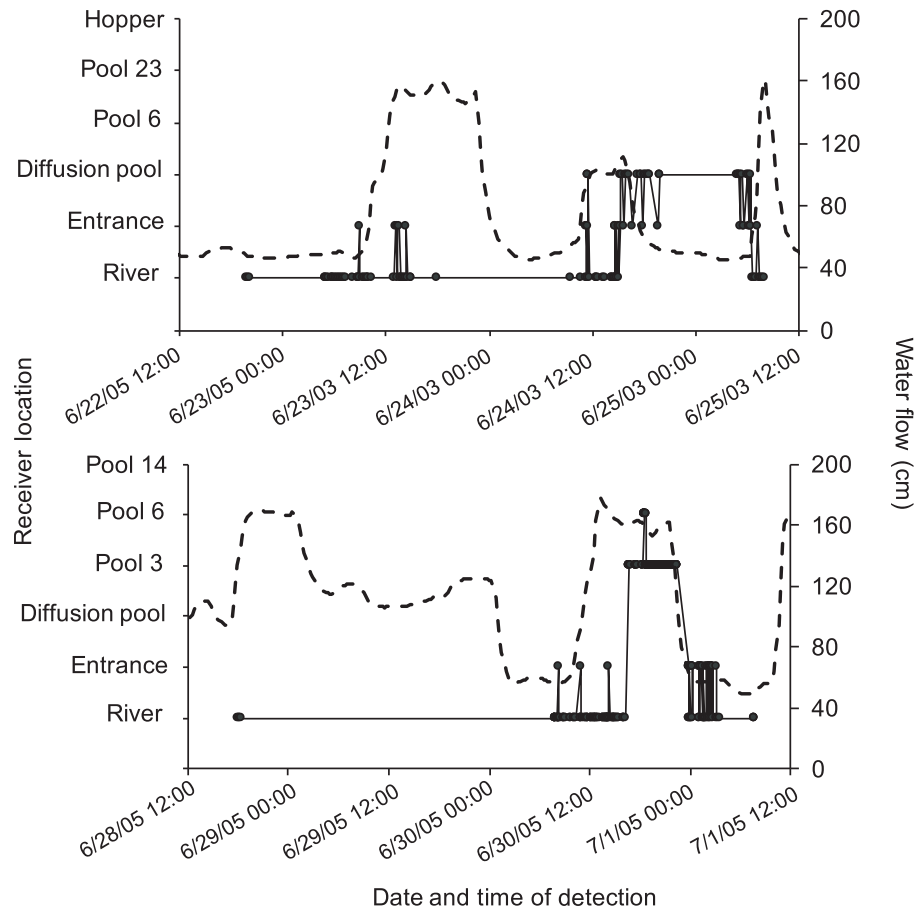 Hopper
Pool 23
Pool 6
Diffusion pool
Entrance
River
200
160
120
80
40
0
6/22/05 12:00
6/23/05 00:00
6/23/03 12:00
6/24/03 00:00
6/24/03 12:00
6/25/03 00:00
6/25/03 12:00
Receiver location
Water flow (cm)
Pool 14
Pool 6
Pool 3
Diffusion pool
Entrance
River
200
160
120
80
40
0
6/28/05 12:00
6/29/05 00:00
6/29/05 12:00
6/30/05 00:00
6/30/05 12:00
7/1/05 00:00
7/1/05 12:00
Date and time of detection